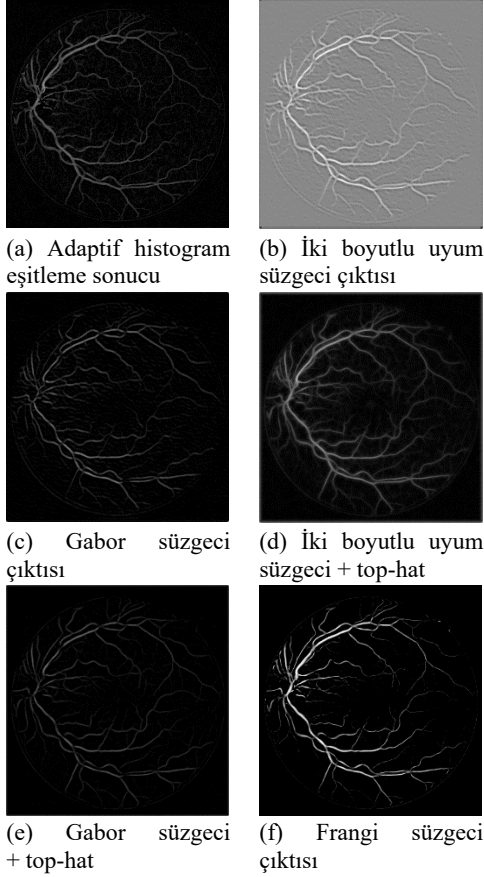 (a) Adaptif histogram
eşitleme sonucu
(b) İki boyutlu uyum
süzgeci çıktısı
(c) Gabor süzgeci
çıktısı
(d) İki boyutlu uyum
süzgeci + top-hat
(e) Gabor süzgeci
+ top-hat
(f) Frangi süzgeci
çıktısı